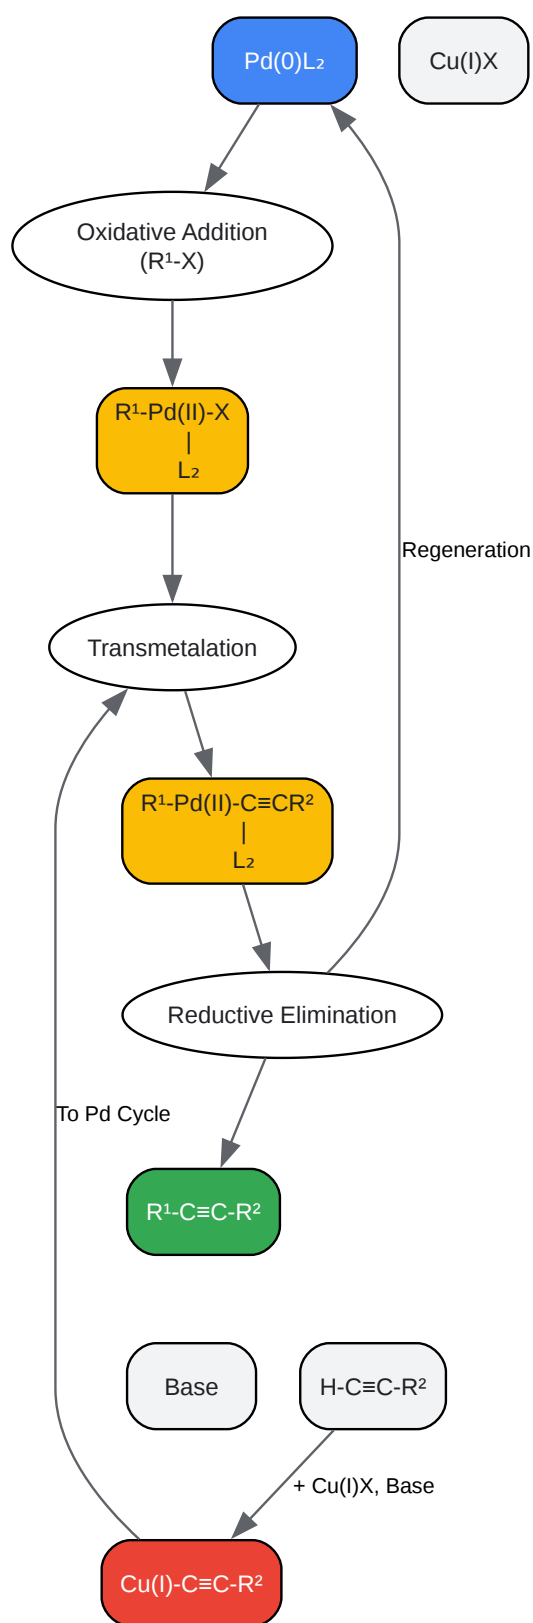 Pd(0)L₂
Cu(I)X
Oxidative Addition
(R¹-X)
R¹-Pd(II)-X
|
L₂
Regeneration
Transmetalation
R¹-Pd(II)-C≡CR²
|
L₂
Reductive Elimination
To Pd Cycle
R¹-C≡C-R²
Base
H-C≡C-R²
+ Cu(I)X, Base
Cu(I)-C≡C-R²